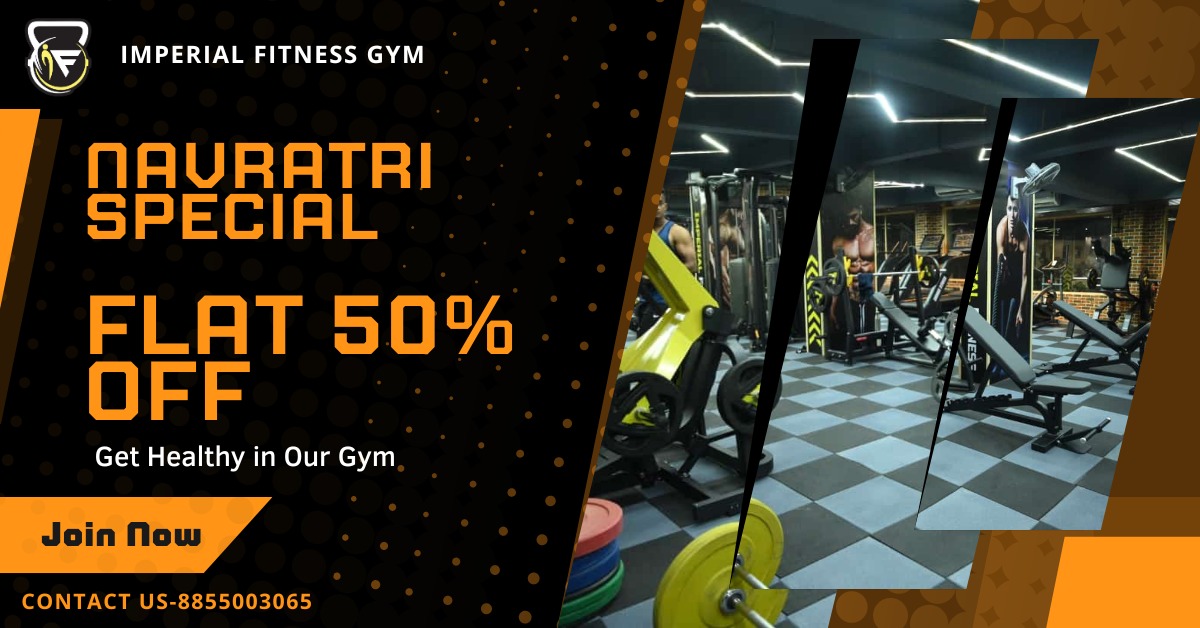 IMPERIAL FITNESS GYM
NAVRATRI
SPECIAL
FLAT 50%
OFF
Get Healthy in Our Gym
Join Now
CONTACT US-8855003065